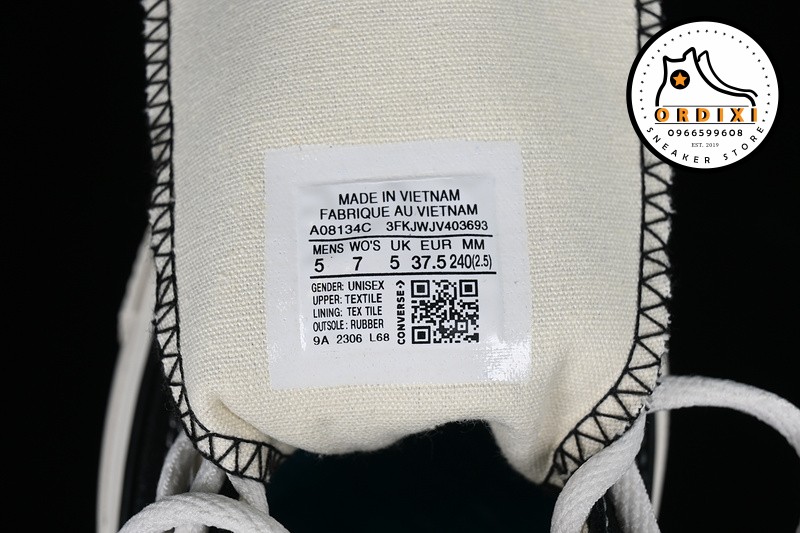 ORDIXI
0966599608
EST. 2019
SNEAKER STORE
MADE IN VIETNAM
FABRIQUE AU VIETNAM
A08134C 3FKJWJV403693
MENS WO'S UK EUR MM
5 7 5 37.5 240(2.5)
GENDER: UNISEX
UPPER: TEXTILE
LINING: TEX TILE
OUTSOLE: RUBBER
9A 2306 L68
CONVERSE